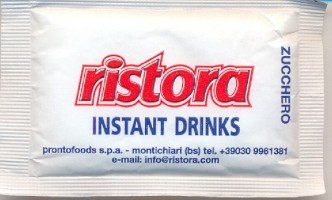 ristora
INSTANT DRINKS
prontofoods s.p.a. - montichiari (bs) tel. +39030 9961381
e-mail: info@ristora.com
ZUCCHERO